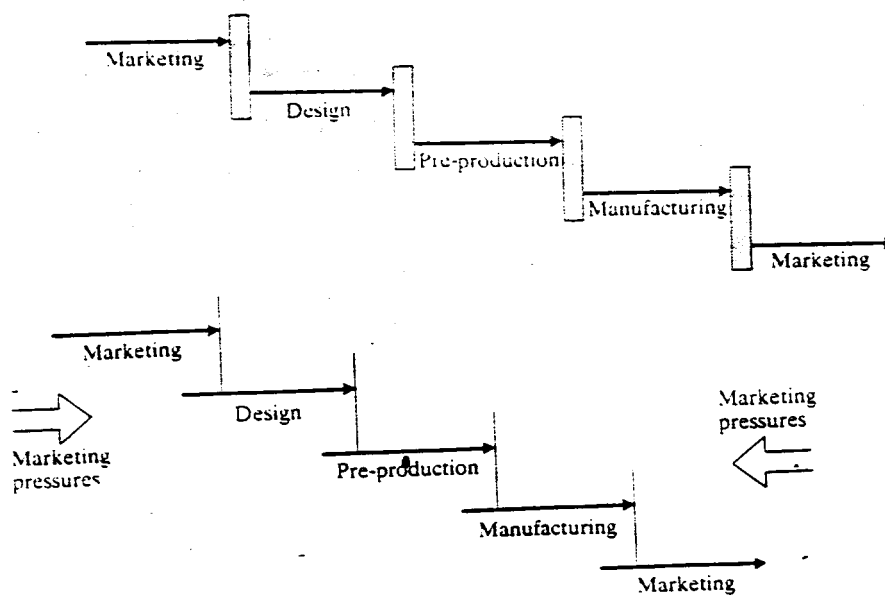 Marketing
Design
Pre-production
Manufacturing
Marketing
Marketing
Design
Marketing
pressures
Marketing
pressures
Pre-production
Manufacturing
Marketing